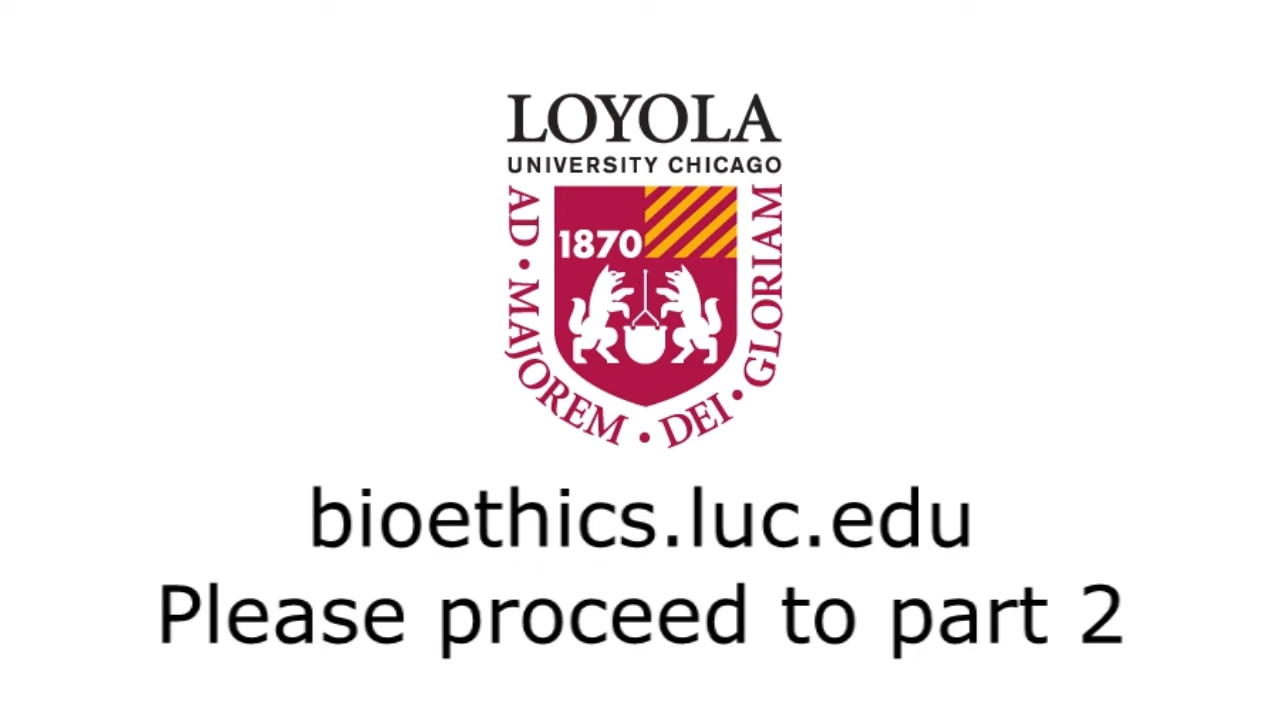 LOYOLA
UNIVERSITY CHICAGO
AD • MAJOREM • DEI • GLORIAM
1870
bioethics.luc.edu
Please proceed to part 2